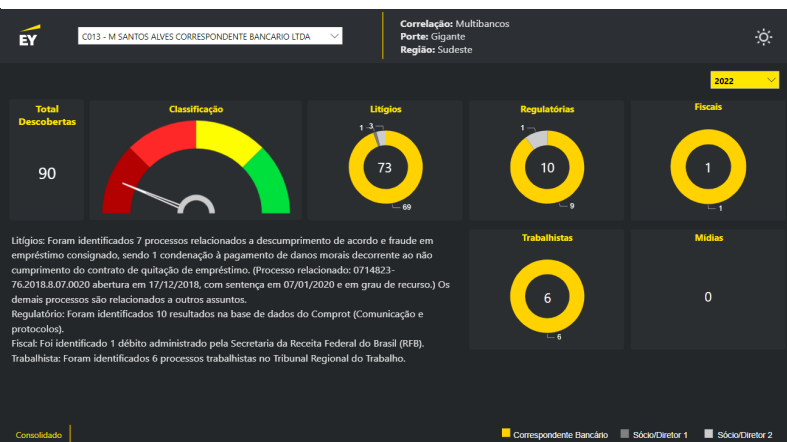 EY
C013 - M SANTOS ALVES CORRESPONDENTE BANCARIO LTDA
Correlação: Multibancos
Porte: Gigante
Região: Sudeste
2022
Total
Descobertas
90
Classificação
Litígios
1
3
73
69
Regulatórias
1
10
9
Fiscais
1
1
Litígios: Foram identificados 7 processos relacionados a descumprimento de acordo e fraude em
empréstimo consignado, sendo 1 condenação à pagamento de danos morais decorrente ao não
cumprimento do contrato de quitação de empréstimo. (Processo relacionado: 0714823-
76.2018.8.07.0020 abertura em 17/12/2018, com sentença em 07/01/2020 e em grau de recurso.) Os
demais processos são relacionados a outros assuntos.
Regulatório: Foram identificados 10 resultados na base de dados do Comprot (Comunicação e
protocolos).
Fiscal: Foi identificado 1 débito administrado pela Secretaria da Receita Federal do Brasil (RFB).
Trabalhista: Foram identificados 6 processos trabalhistas no Tribunal Regional do Trabalho.
Trabalhistas
6
6
Mídias
0
Consolidado
Correspondente Bancário
Sócio/Diretor 1
Sócio/Diretor 2